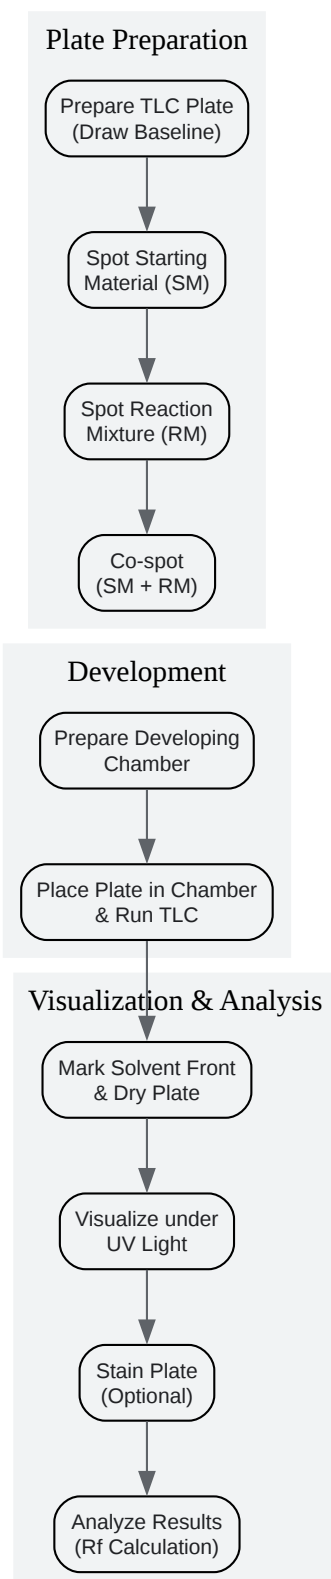 Plate Preparation
Prepare TLC Plate
(Draw Baseline)
Spot Starting
Material (SM)
Spot Reaction
Mixture (RM)
Co-spot
(SM + RM)
Development
Prepare Developing
Chamber
Place Plate in Chamber
& Run TLC
Visualization & Analysis
Mark Solvent Front
& Dry Plate
Visualize under
UV Light
Stain Plate
(Optional)
Analyze Results
(Rf Calculation)